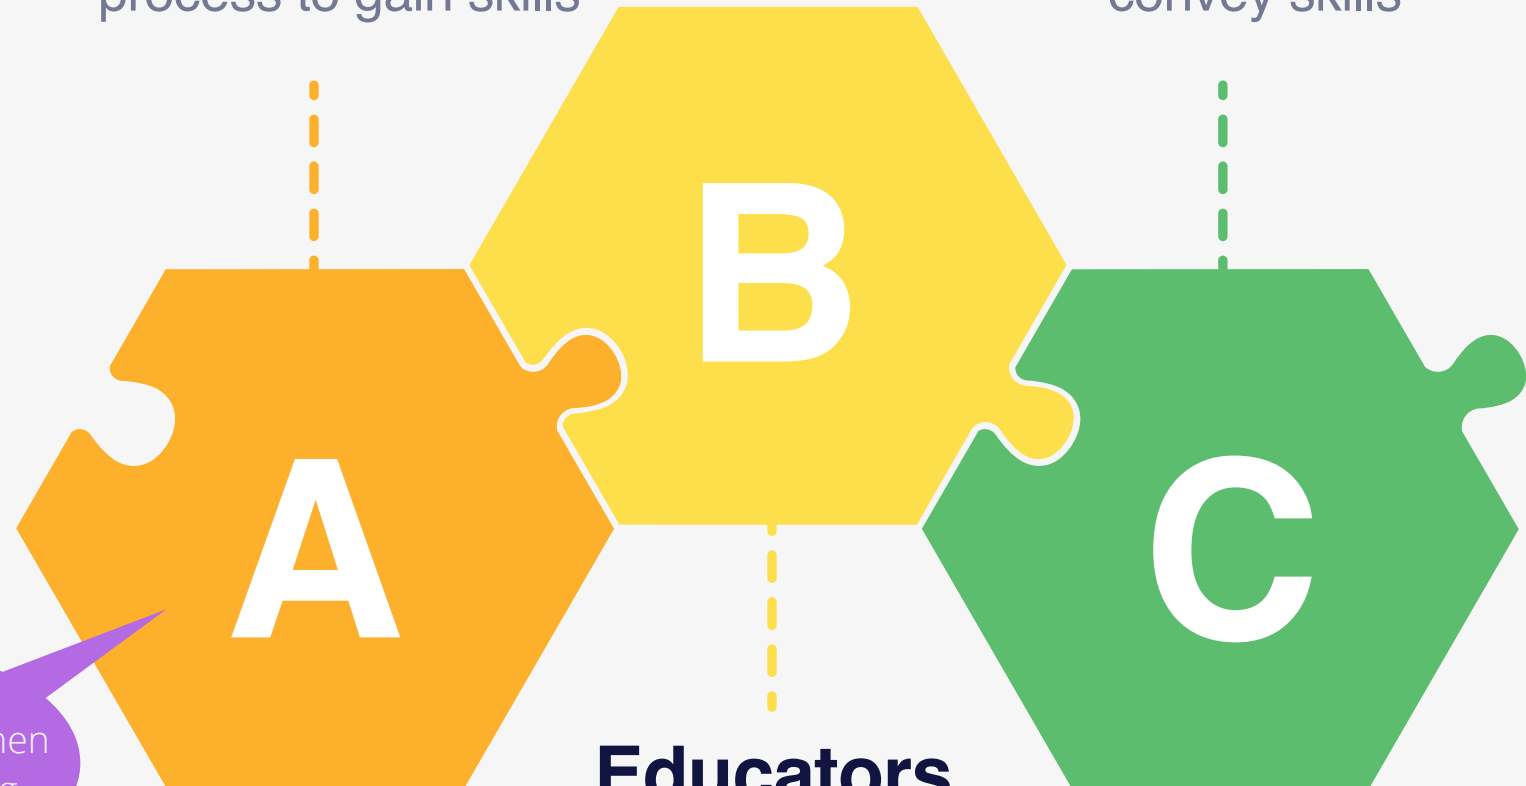 process to gain skills
convey skills
B
A
C
Educators